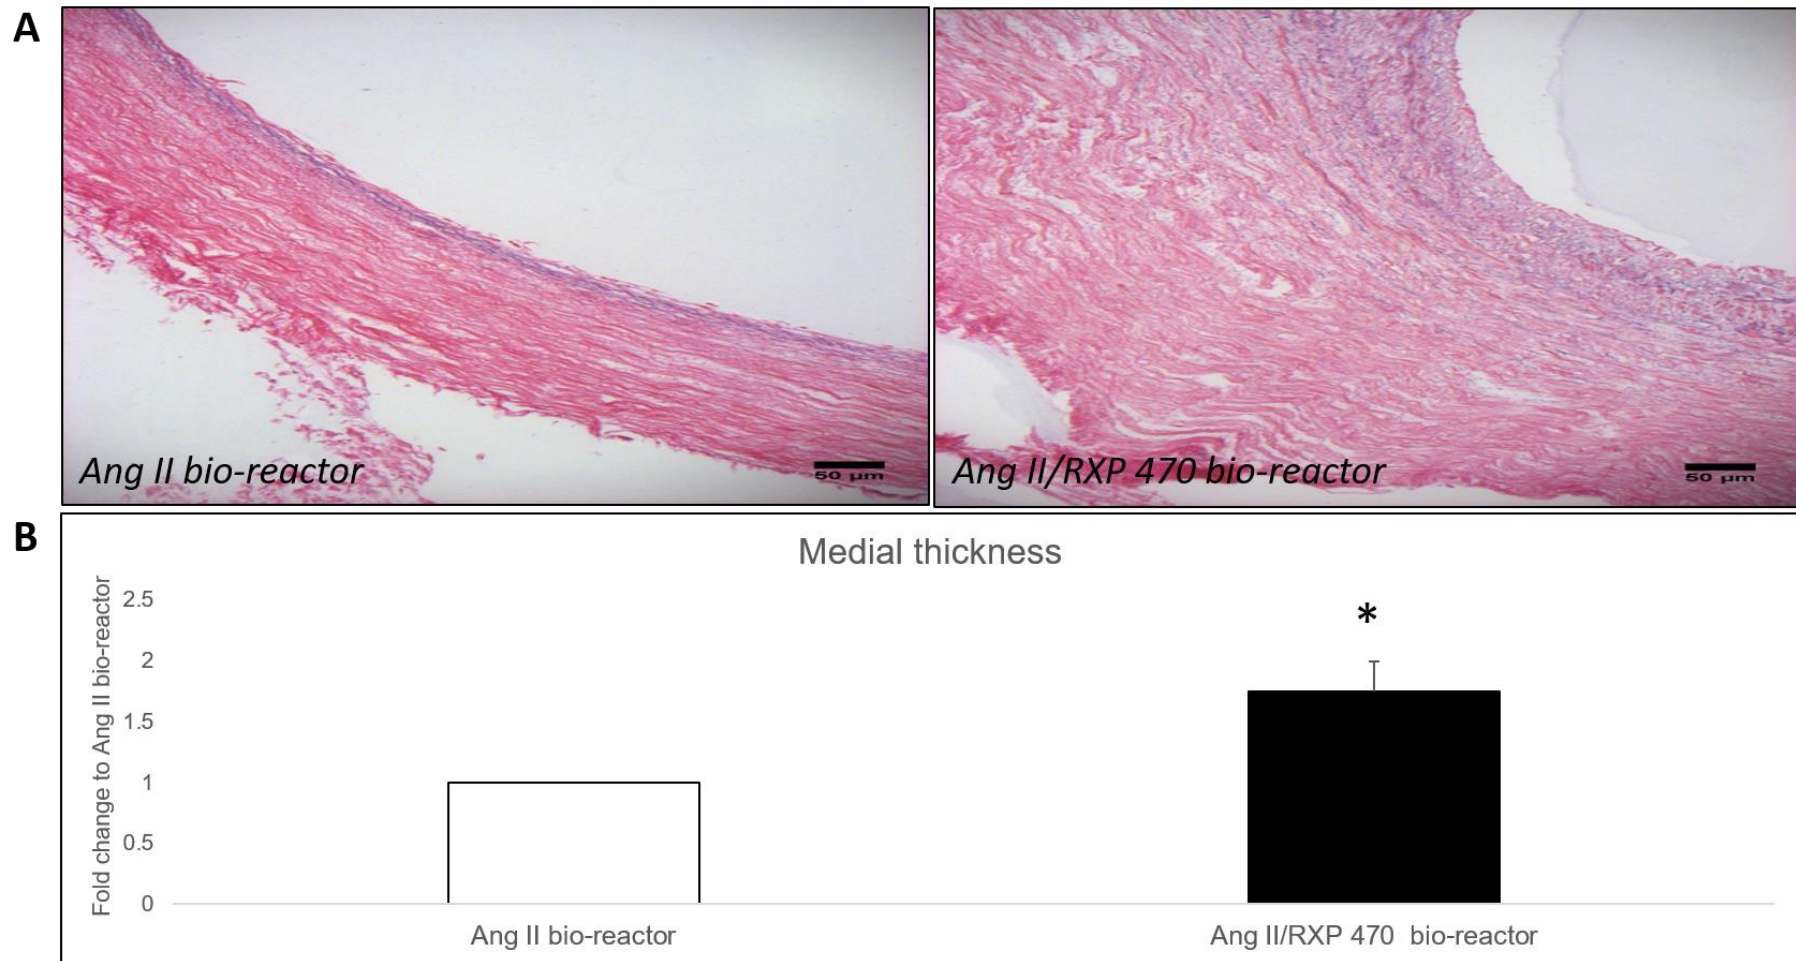 A
Ang II bio-reactor
50 µm
Ang II/RXP 470 bio-reactor
50 µm
B
Medial thickness
Fold change to Ang II bio-reactor
2.5
2
1.5
1
0.5
0
*
Ang II bio-reactor
Ang II/RXP 470 bio-reactor